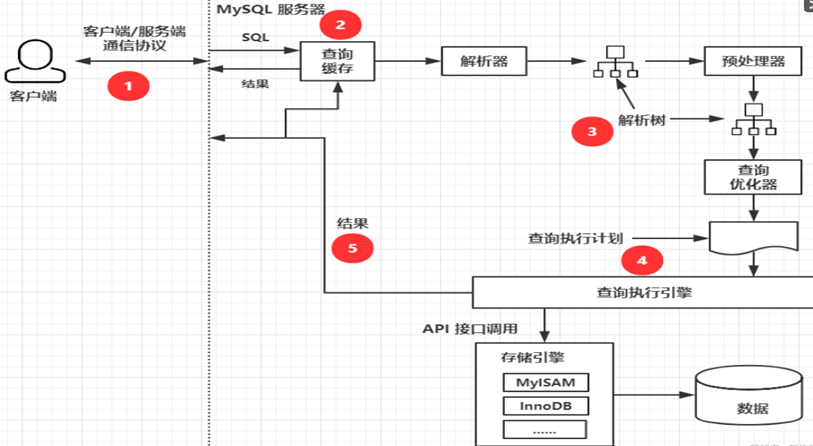 MySQL 服务器
客户端/服务端
通信协议
1
客户端
SQL
结果
2
查询
缓存
解析器
预处理器
3
解析树
查询
优化器
查询执行计划
4
查询执行引擎
结果
5
API 接口调用
存储引擎
MyISAM
InnoDB
......
数据